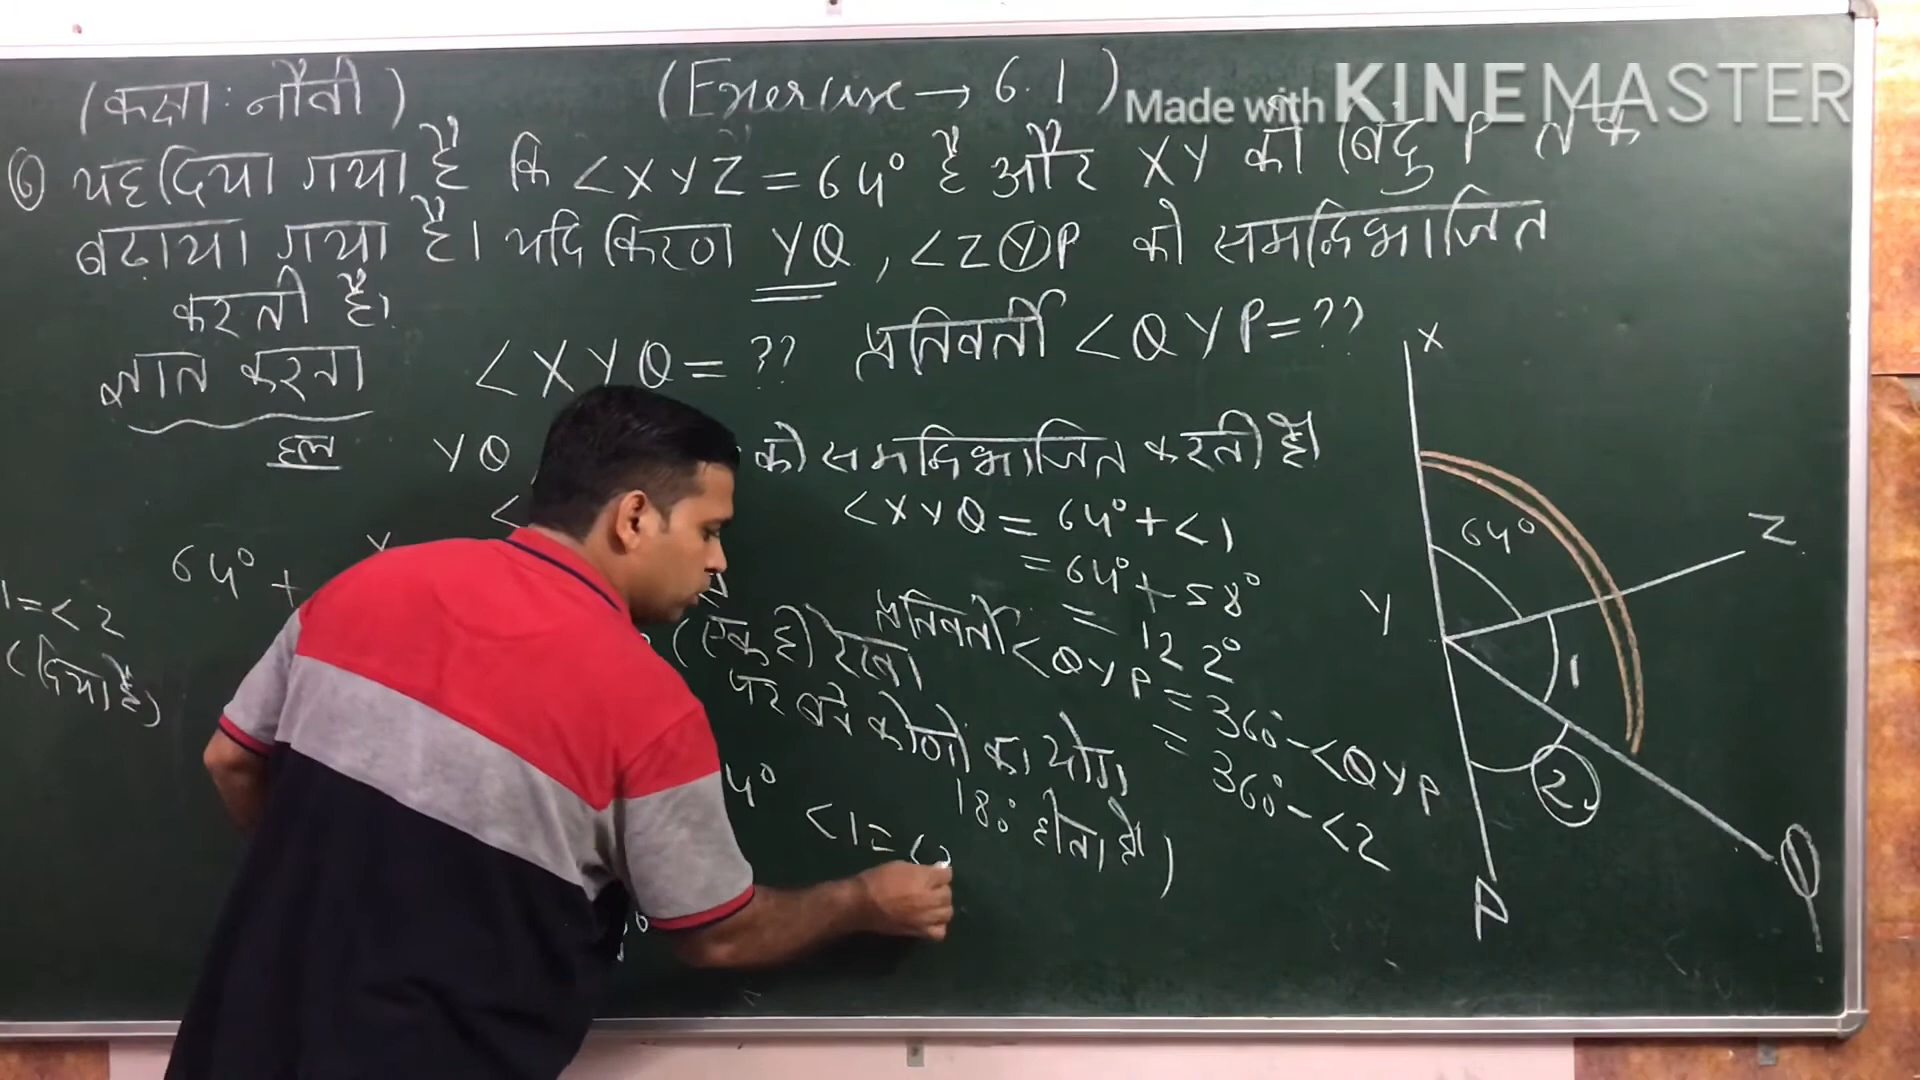 (कक्षा: नौंवी)
(Exercise → 6.1)
Made with KINEMASTER
⑥ यह दिया गया है कि <XYZ = 64° है और XY को बिंदु P तक
बढ़ाया गया है। यदि किरण YQ, <ZYP को समद्विभाजित
करती है।
ज्ञात करना <XYQ = ?? प्रतिवर्ती <QYP = ??
हल
YQ को समद्विभाजित करती है।
<XYQ = 64° + <1
= 64° + 58°
= 122°
64° +
1 = <2
(दिया है)
(एक ही रेखा
पर बने कोणों का योग
180° होता है)
प्रतिवर्ती <QYP = 360° - <QYP
= 360° - <2
4°
<1 = <2
X
64°
Z
Y
1
2
P
Q